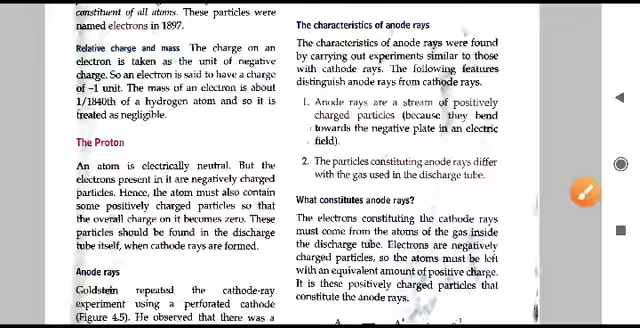 constituent of all atoms. These particles were
named electrons in 1897.
Relative charge and mass The charge on an
electron is taken as the unit of negative
charge. So an electron is said to have a charge
of –1 unit. The mass of an electron is about
1/1840th of a hydrogen atom and so it is
treated as negligible.
The Proton
An atom is electrically neutral. But the
electrons present in it are negatively charged
particles. Hence, the atom must also contain
some positively charged particles so that
the overall charge on it becomes zero. These
particles should be found in the discharge
tube itself, when cathode rays are formed.
Anode rays
Goldstein repeated the cathode-ray
experiment using a perforated cathode
(Figure 4.5). He observed that there was a
The characteristics of anode rays
The characteristics of anode rays were found
by carrying out experiments similar to those
with cathode rays. The following features
distinguish anode rays from cathode rays.
1. Anode rays are a stream of positively
charged particles (because they bend
towards the negative plate in an electric
field).
2. The particles constituting anode rays differ
with the gas used in the discharge tube.
What constitutes anode rays?
The electrons constituting the cathode rays
must come from the atoms of the gas inside
the discharge tube. Electrons are negatively
charged particles, so the atoms must be left
with an equivalent amount of positive charge.
It is these positively charged particles that
constitute the anode rays.